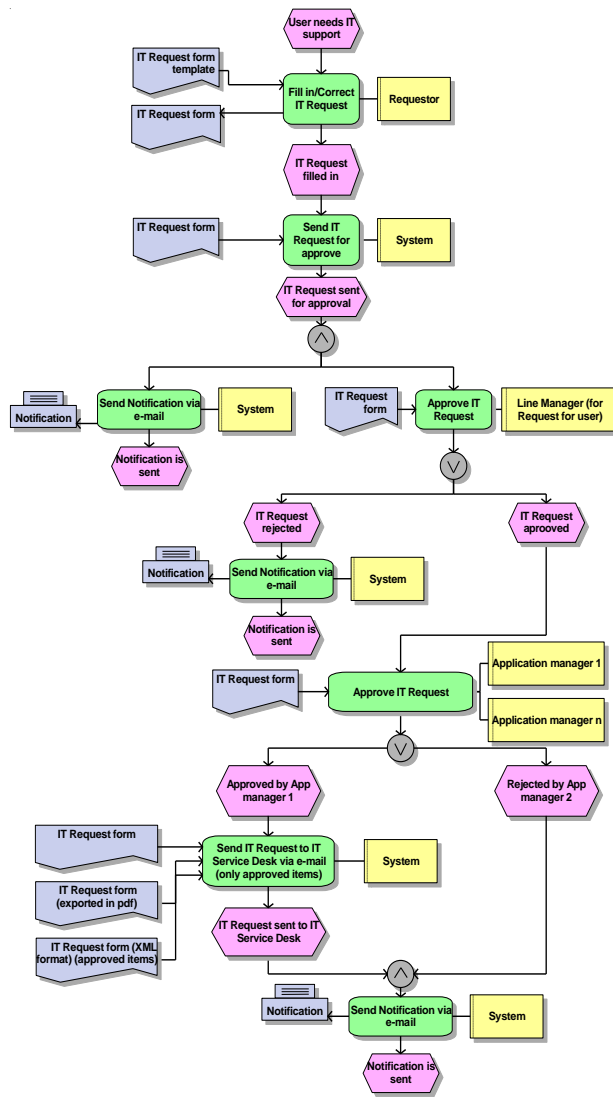 User needs IT
support
IT Request form
template
Fill in/Correct
IT Request
Requestor
IT Request form
IT Request
filled in
IT Request form
Send IT
Request for
approve
System
IT Request sent
for approval
Notification
Send Notification via
e-mail
System
IT Request
form
Approve IT
Request
Line Manager (for
Request for user)
Notification is
sent
IT Request
rejected
IT Request
aprooved
Notification
Send Notification via
e-mail
System
Notification is
sent
IT Request form
Approve IT Request
Application manager 1
Application manager n
Approved by App
manager 1
Rejected by App
manager 2
IT Request form
Send IT Request to IT
Service Desk via e-mail
(only approved items)
System
IT Request form
(exported in pdf)
IT Request form (XML
format) (approved items)
IT Request sent to IT
Service Desk
Notification
Send Notification via
e-mail
System
Notification is
sent